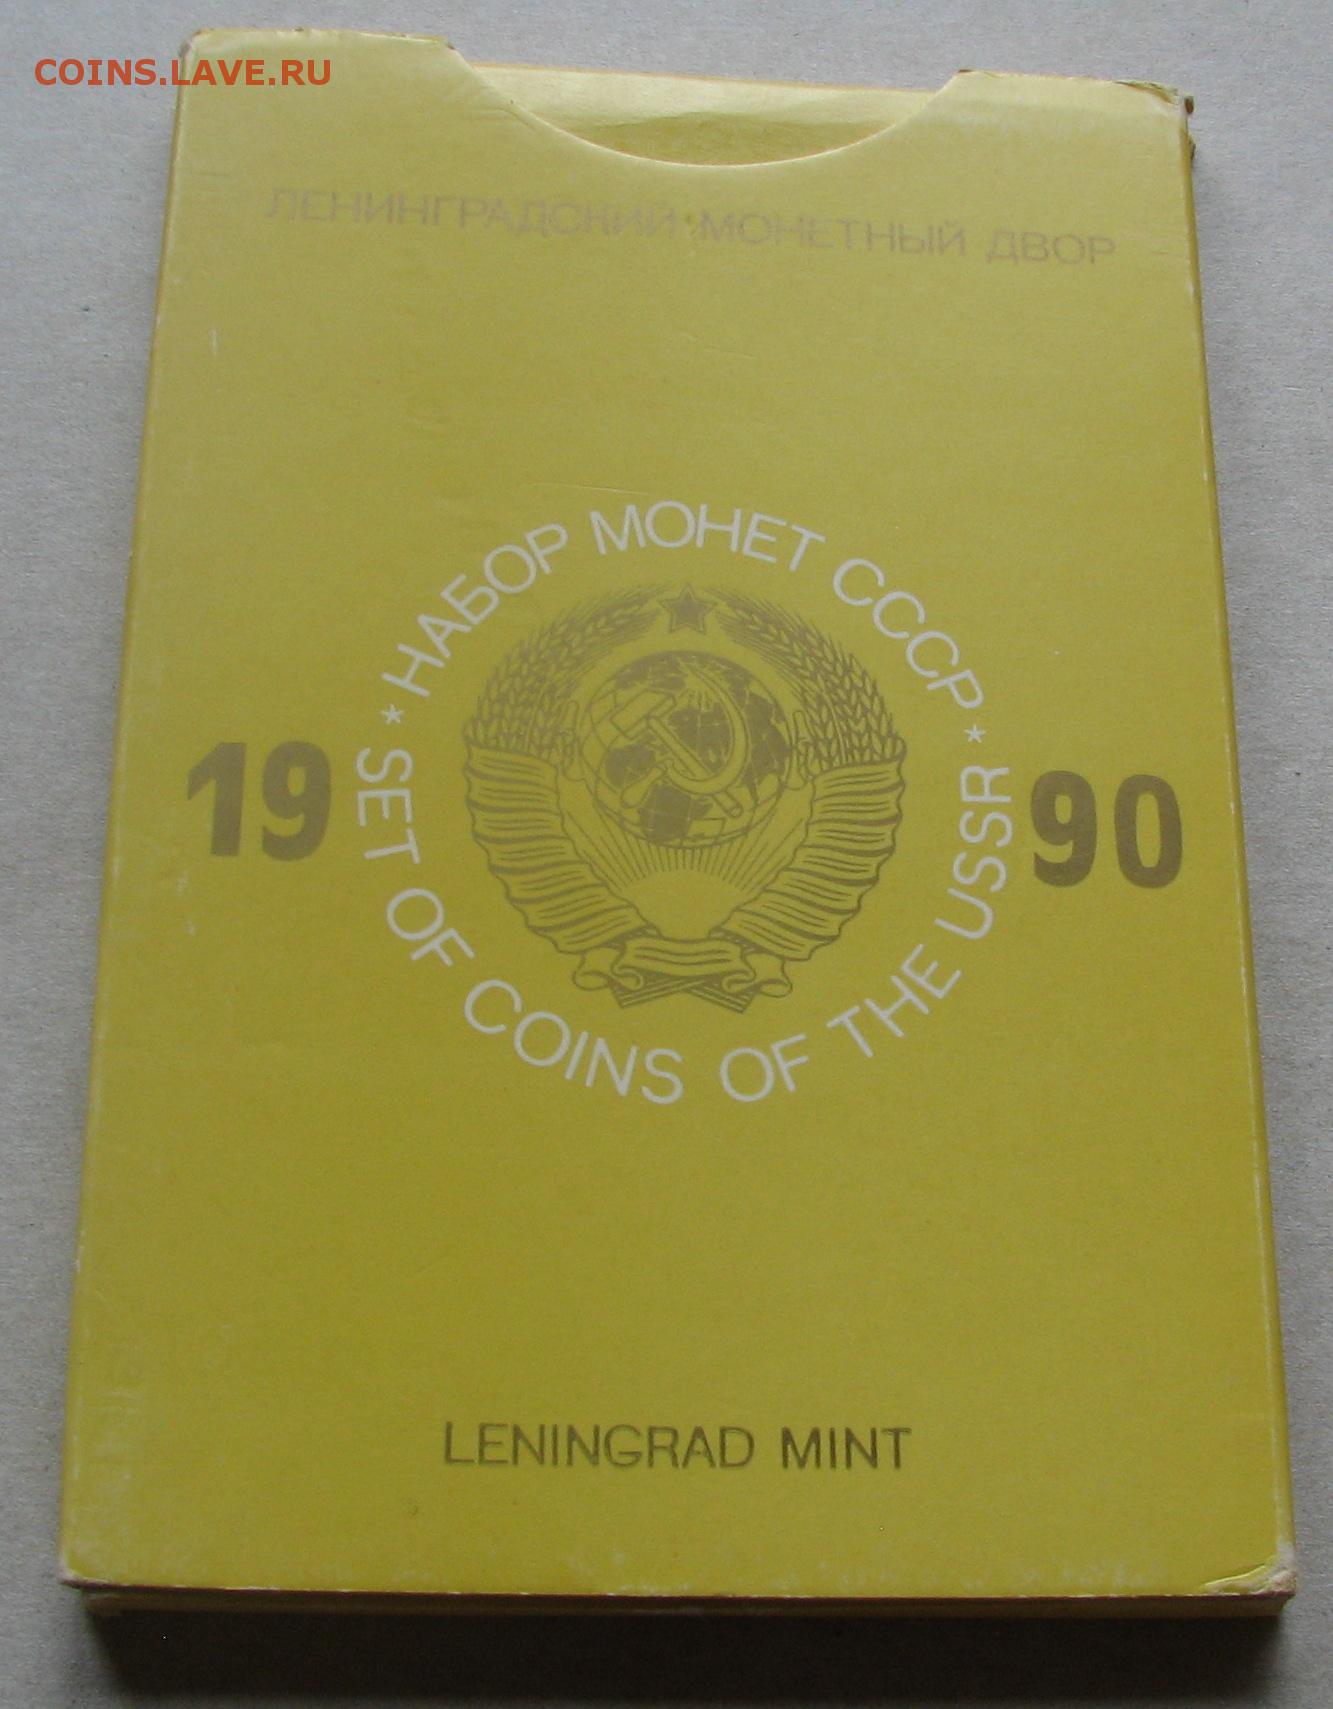 COINS.LAVE.RU
ЛЕНИНГРАДСКИЙ МОНЕТНЫЙ ДВОР
* НАБОР МОНЕТ СССР *
19 90
SET OF COINS OF THE USSR
LENINGRAD MINT